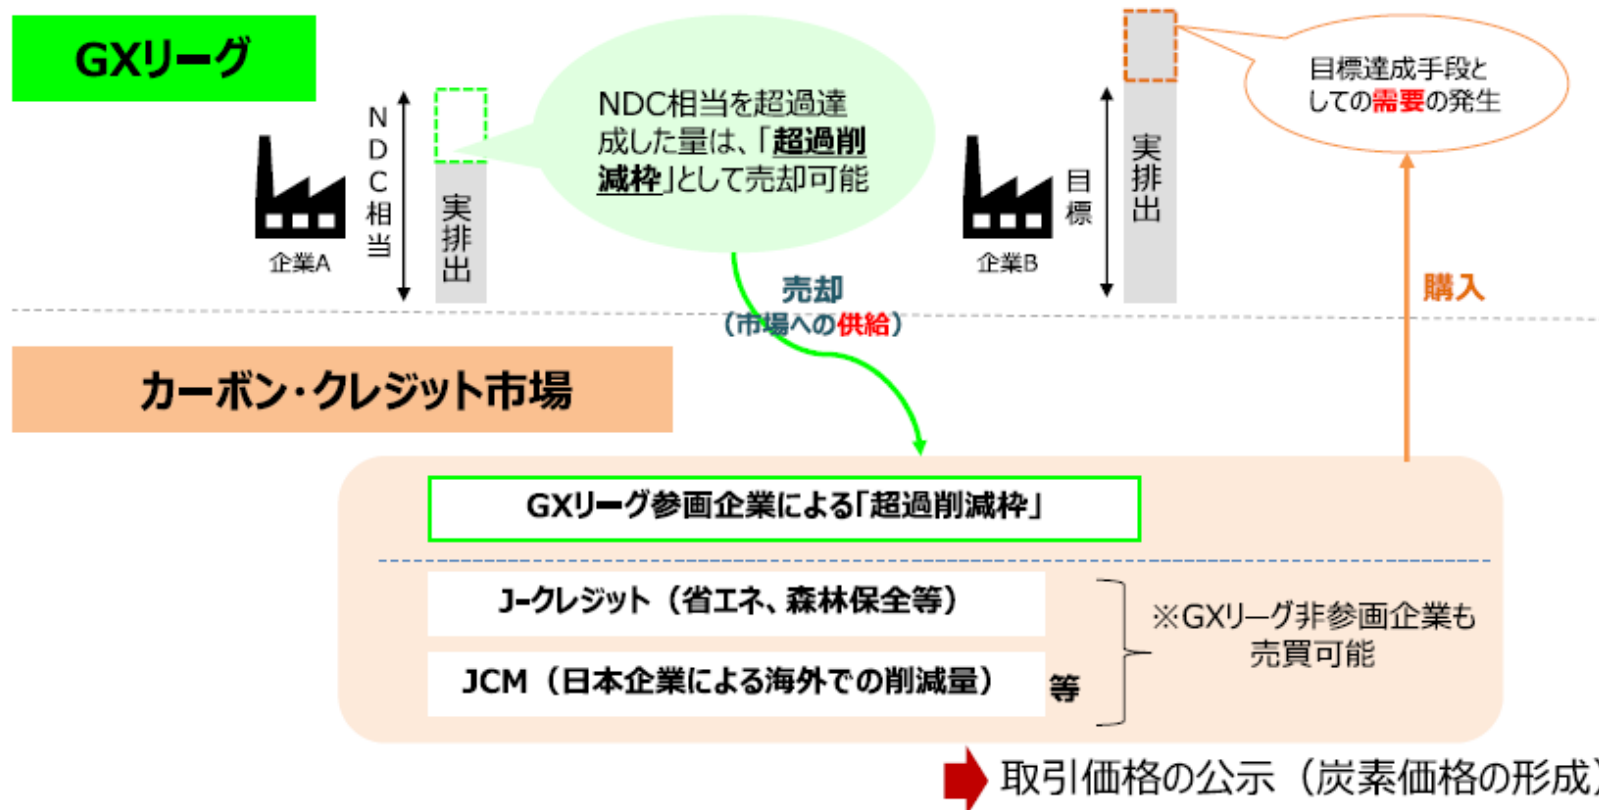 GXリーグ
NDC相当
実排出
企業A
NDC相当を超過達
成した量は、「超過削
減枠」として売却可能
目標
実排出
企業B
目標達成手段と
しての需要の発生
売却
（市場への供給）
購入
カーボン・クレジット市場
GXリーグ参画企業による「超過削減枠」
J-クレジット（省エネ、森林保全等）
JCM（日本企業による海外での削減量）
等
※GXリーグ非参画企業も
売買可能
取引価格の公示（炭素価格の形成）